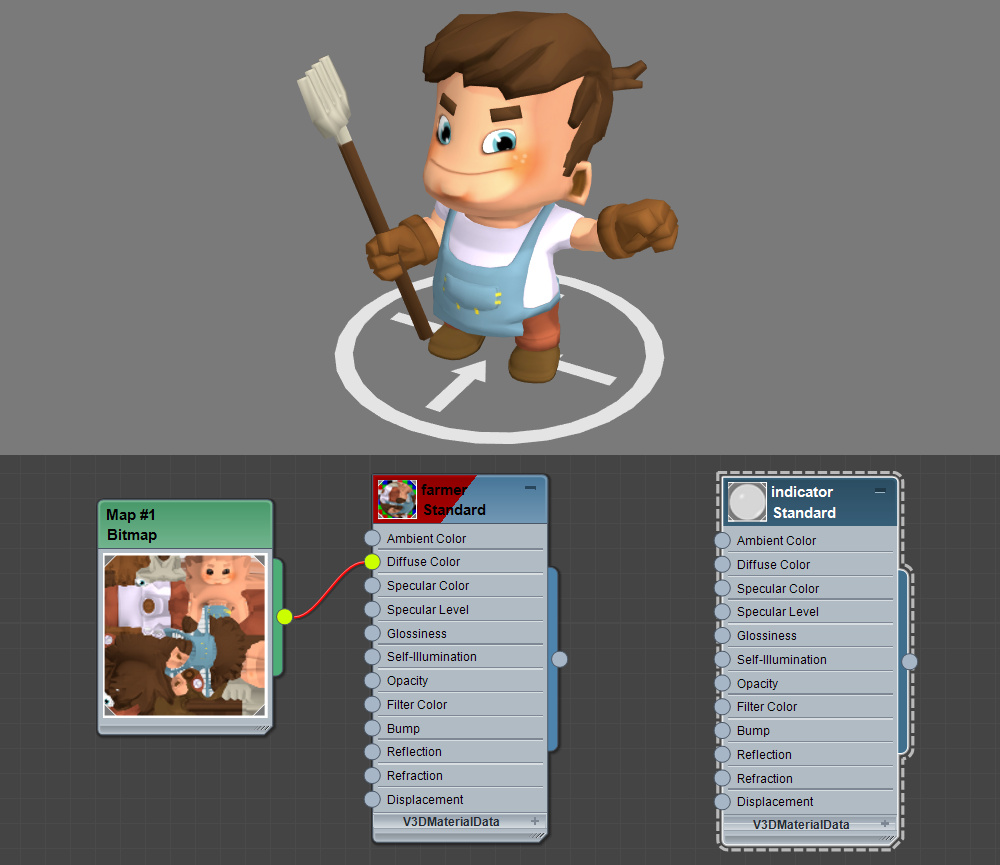 Map #1
Bitmap
farmer
Standard
Ambient Color
Diffuse Color
Specular Color
Specular Level
Glossiness
Self-Illumination
Opacity
Filter Color
Bump
Reflection
Refraction
Displacement
V3DMaterialData
indicator
Standard
Ambient Color
Diffuse Color
Specular Color
Specular Level
Glossiness
Self-Illumination
Opacity
Filter Color
Bump
Reflection
Refraction
Displacement
V3DMaterialData